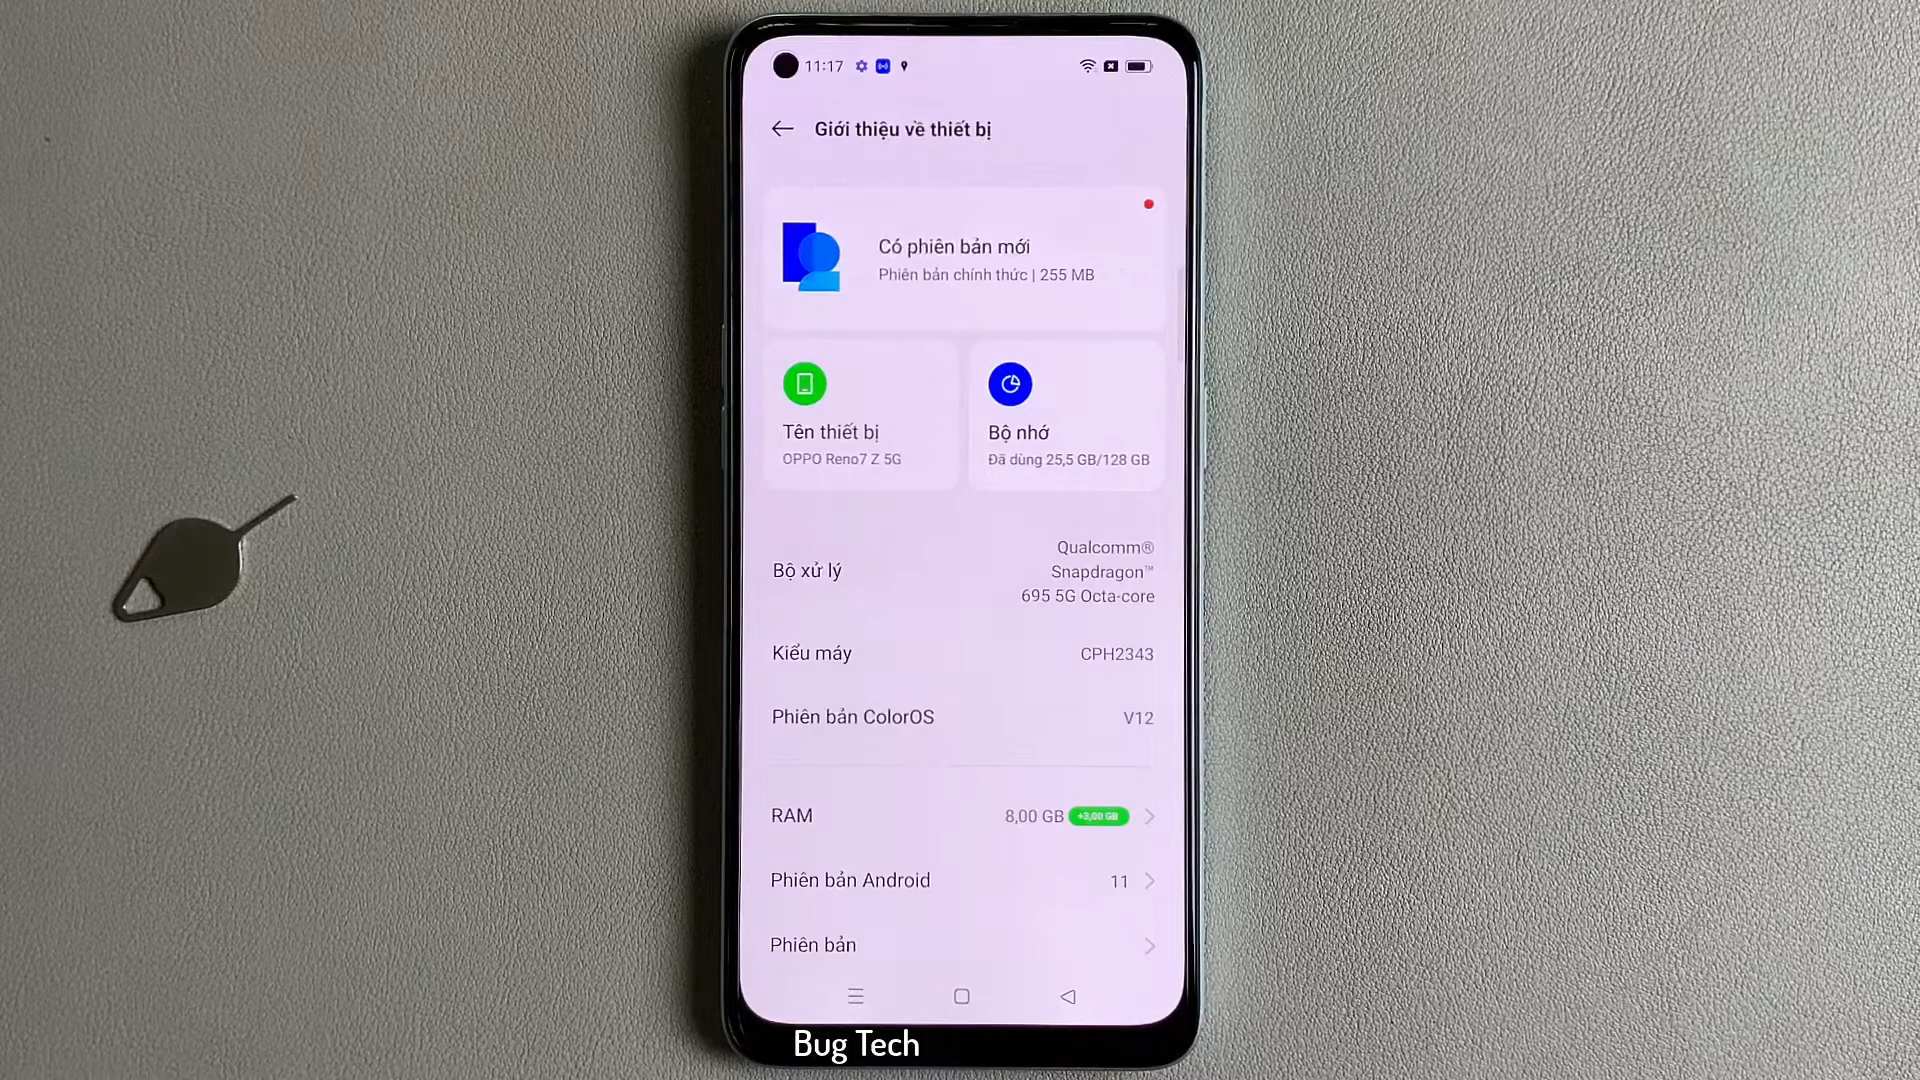 11:17
Giới thiệu về thiết bị
Có phiên bản mới
Phiên bản chính thức | 255 MB
Tên thiết bị
OPPO Reno7 Z 5G
Bộ nhớ
Đã dùng 25,5 GB/128 GB
Bộ xử lý
Qualcomm®
Snapdragon™
695 5G Octa-core
Kiểu máy
CPH2343
Phiên bản ColorOS
V12
RAM
8,00 GB +3,00 GB
Phiên bản Android
11
Phiên bản
Bug Tech